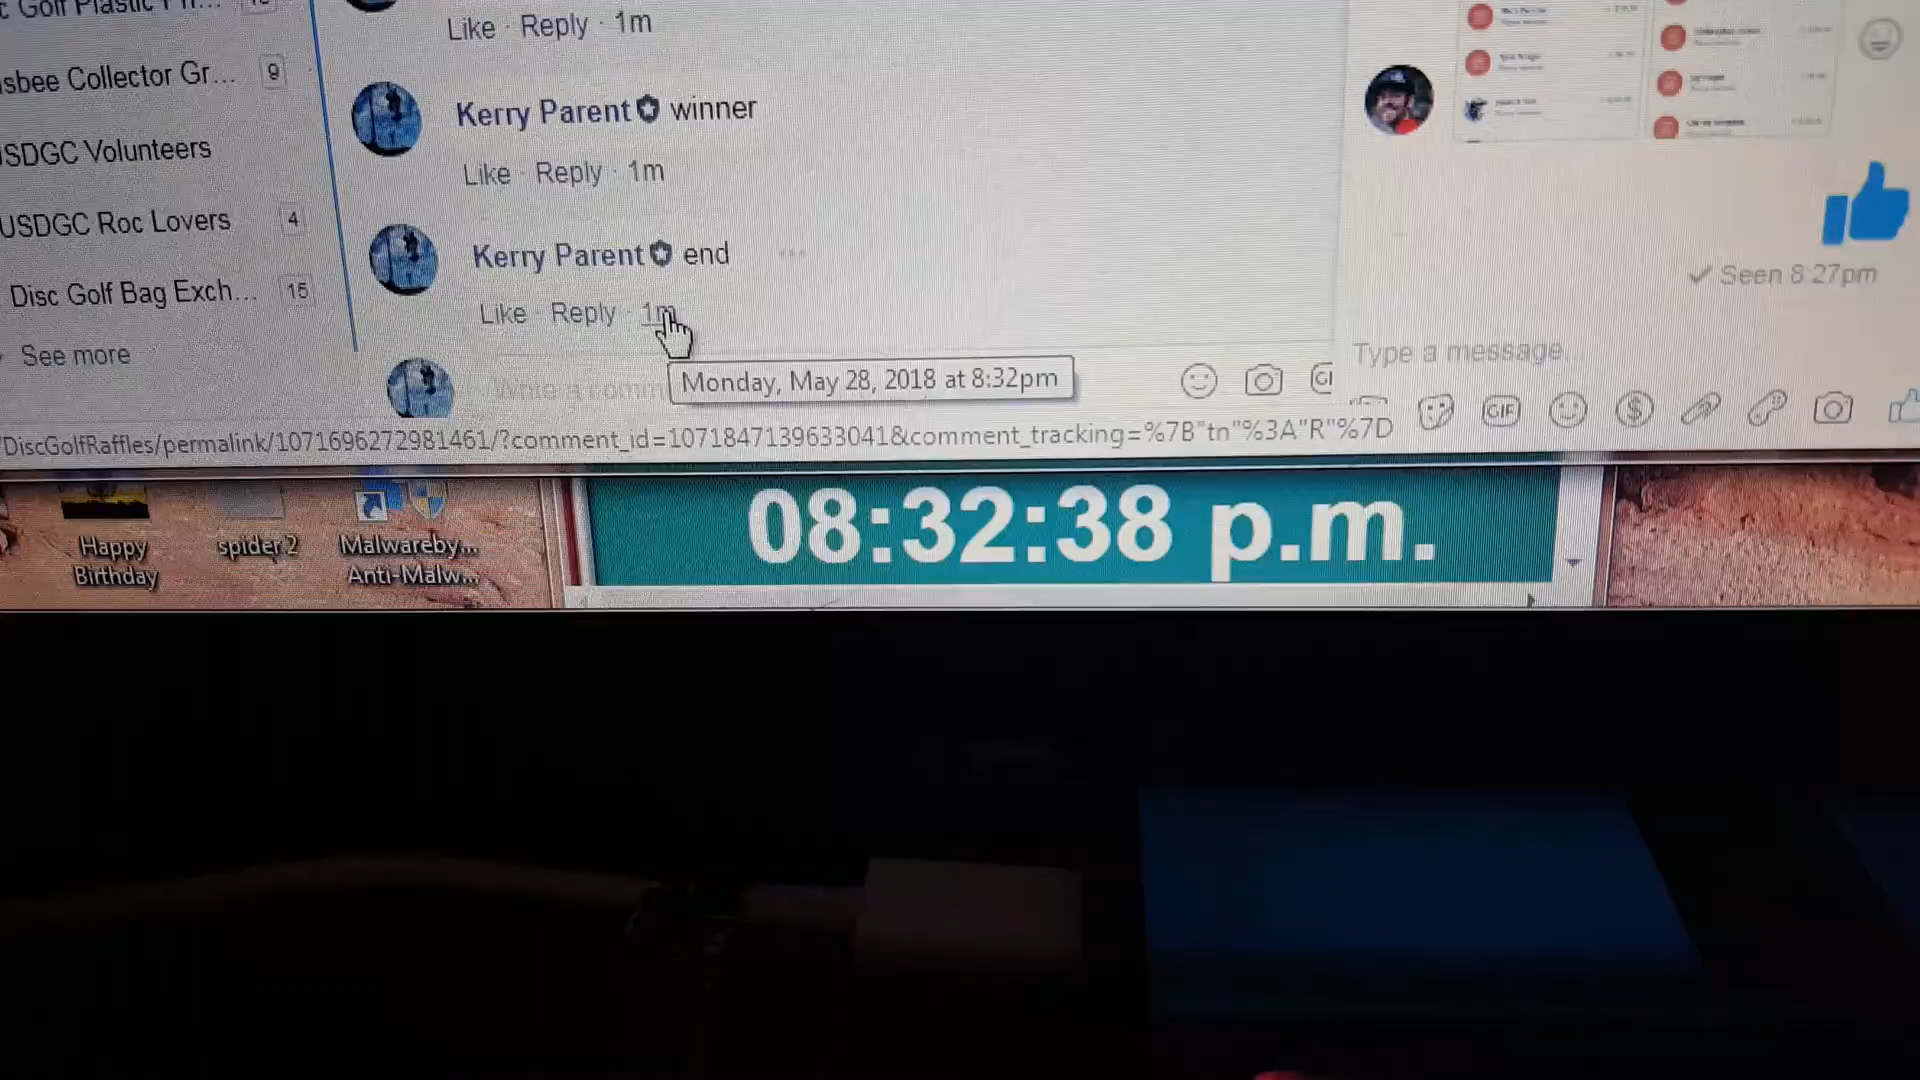 Like · Reply · 1m
sbee Collector Gr... 9
Kerry Parent winner
SDGC Volunteers
Like · Reply · 1m
USDGC Roc Lovers 4
Kerry Parent end ...
Seen 8:27pm
Disc Golf Bag Exch... 15
Like · Reply · 1m
See more
Type a message...
Monday, May 28, 2018 at 8:32pm
Write a comm
GIF
DiscGolfRaffles/permalink/1071696272981461/?comment_id=1071847139633041&comment_tracking=%7B"tn"%3A"R"%7D
08:32:38 p.m.
Happy
Birthday
spider 2
Malwareby...
Anti-Malw...